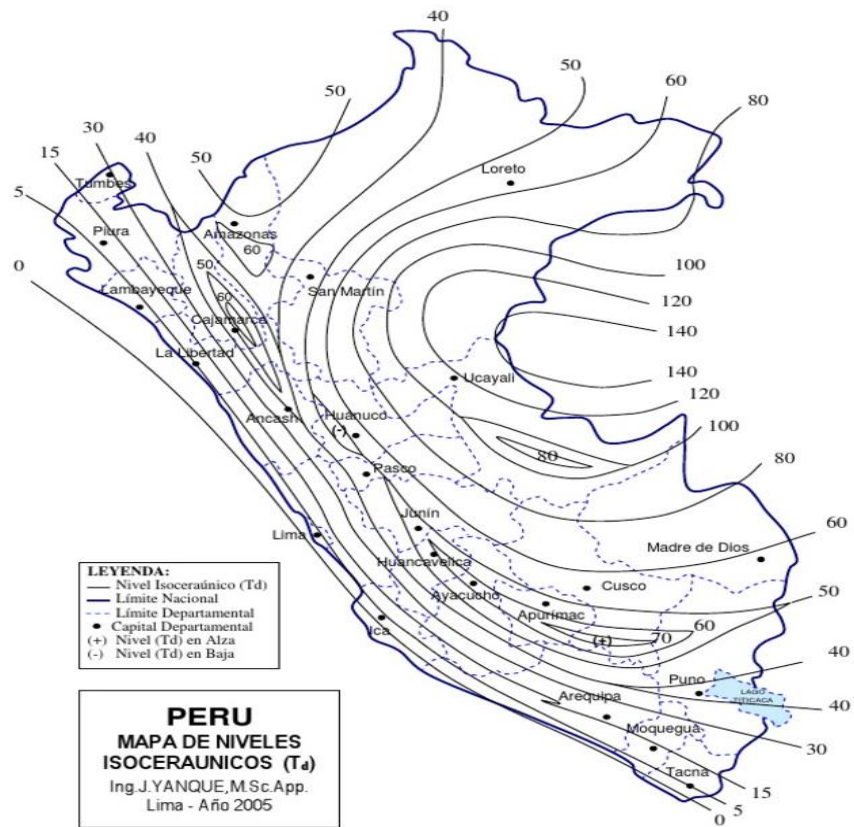 40
50
60
80
50
30
40
15
50
5
Tumbes
Loreto
Piura
Amazonas
60
0
50
San Martín
100
Lambayeque
60
120
Cajamarca
140
La Libertad
Ucayali
140
120
Ancash
Huánuco
(-)
100
80
Pasco
80
Junín
60
Lima
Madre de Dios
Huancavelica
LEYENDA:
Nivel Isoceraúnico (Td)
Límite Nacional
Límite Departamental
Capital Departamental
(+) Nivel (Td) en Alza
(-) Nivel (Td) en Baja
Ayacucho
Cusco
50
Apurímac
Ica
60
(+)
70
40
Puno
LAGO
TITICACA
Arequipa
40
Moquegua
30
Tacna
15
5
0
PERU
MAPA DE NIVELES
ISOCERAUNICOS (Td)
Ing.J.YANQUE,M.Sc.App.
Lima - Año 2005